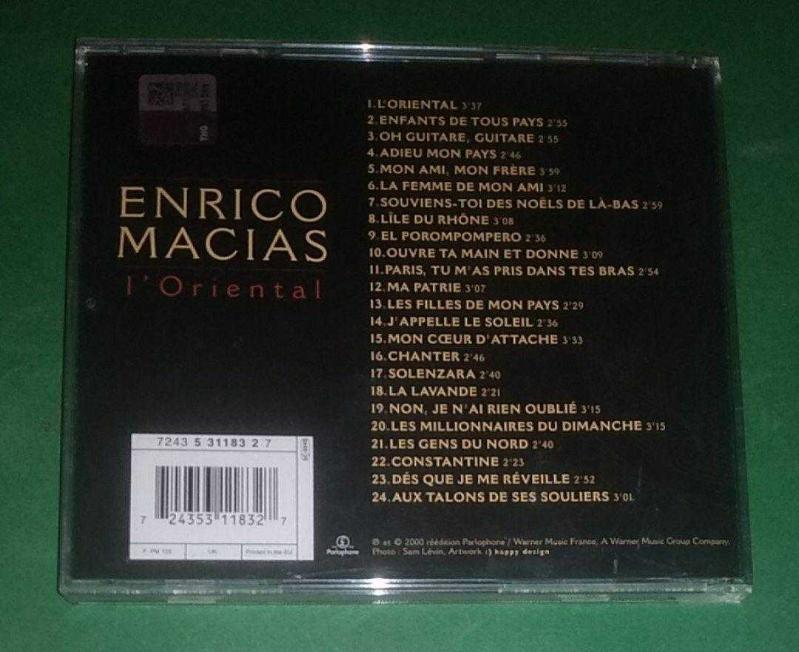 ENRICO
MACIAS
l'Oriental
1. L'ORIENTAL 3'37
2. ENFANTS DE TOUS PAYS 2'55
3. OH GUITARE, GUITARE 2'55
4. ADIEU MON PAYS 2'46
5. MON AMI, MON FRÈRE 3'59
6. LA FEMME DE MON AMI 3'12
7. SOUVIENS-TOI DES NOËLS DE LÀ-BAS 2'59
8. L'ÎLE DU RHÔNE 3'08
9. EL POROMPOMPERO 2'36
10. OUVRE TA MAIN ET DONNE 3'09
11. PARIS, TU M'AS PRIS DANS TES BRAS 2'54
12. MA PATRIE 3'07
13. LES FILLES DE MON PAYS 2'29
14. J'APPELLE LE SOLEIL 2'36
15. MON CŒUR D'ATTACHE 3'33
16. CHANTER 2'46
17. SOLENZARA 2'40
18. LA LAVANDE 2'21
19. NON, JE N'AI RIEN OUBLIÉ 3'15
20. LES MILLIONNAIRES DU DIMANCHE 3'15
21. LES GENS DU NORD 2'40
22. CONSTANTINE 2'23
23. DÉS QUE JE ME RÉVEILLE 2'52
24. AUX TALONS DE SES SOULIERS 3'01
7243 5 31183 2 7
7 24353 11832 7
Printed in the EU
Parlophone
℗ et © 2000 réédition Parlophone / Warner Music France, A Warner Music Group Company.
Photo : Sam Lévin, Artwork :) happy design